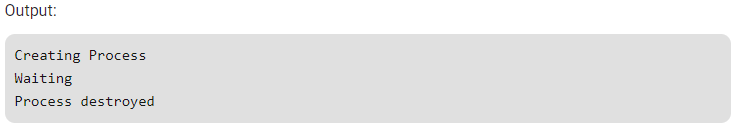 Output:
Creating Process
Waiting
Process destroyed